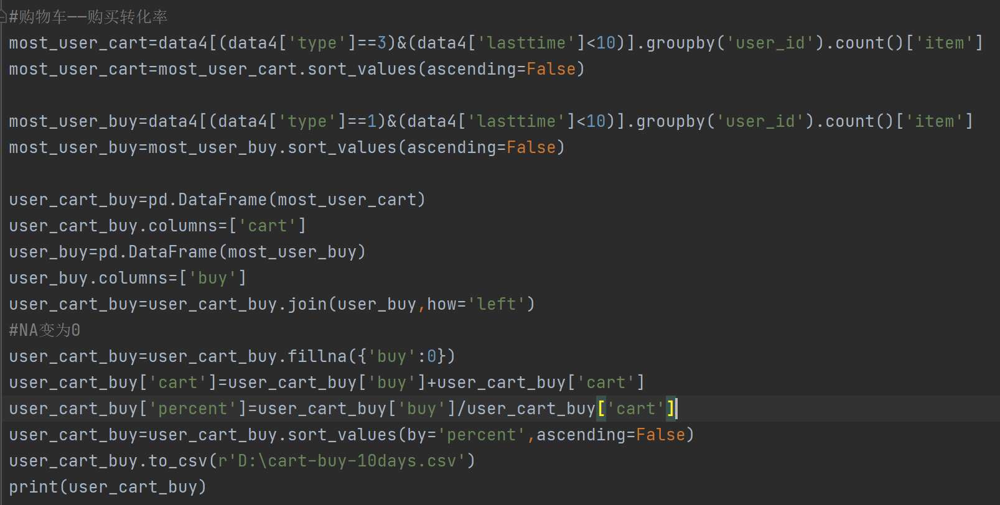 #购物车——购买转化率
most_user_cart=data4[(data4['type']==3)&(data4['lasttime']<10)].groupby('user_id').count()['item']
most_user_cart=most_user_cart.sort_values(ascending=False)
most_user_buy=data4[(data4['type']==1)&(data4['lasttime']<10)].groupby('user_id').count()['item']
most_user_buy=most_user_buy.sort_values(ascending=False)
user_cart_buy=pd.DataFrame(most_user_cart)
user_cart_buy.columns=['cart']
user_buy=pd.DataFrame(most_user_buy)
user_buy.columns=['buy']
user_cart_buy=user_cart_buy.join(user_buy,how='left')
#NA变为0
user_cart_buy=user_cart_buy.fillna({'buy':0})
user_cart_buy['cart']=user_cart_buy['buy']+user_cart_buy['cart']
user_cart_buy['percent']=user_cart_buy['buy']/user_cart_buy['cart']
user_cart_buy=user_cart_buy.sort_values(by='percent',ascending=False)
user_cart_buy.to_csv(r'D:\cart-buy-10days.csv')
print(user_cart_buy)